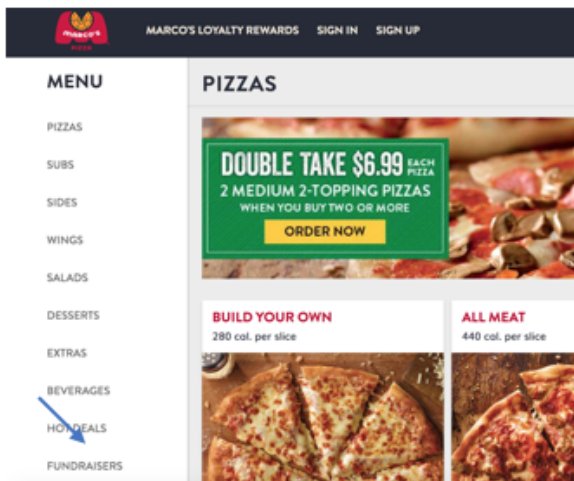 MARCO'S
PIZZA
MARCO'S LOYALTY REWARDS SIGN IN SIGN UP
MENU
PIZZAS
SUBS
SIDES
WINGS
SALADS
DESSERTS
EXTRAS
BEVERAGES
HOT DEALS
FUNDRAISERS
PIZZAS
DOUBLE TAKE $6.99 EACH PIZZA
2 MEDIUM 2-TOPPING PIZZAS
WHEN YOU BUY TWO OR MORE
ORDER NOW
BUILD YOUR OWN
280 cal. per slice
ALL MEAT
440 cal. per slice